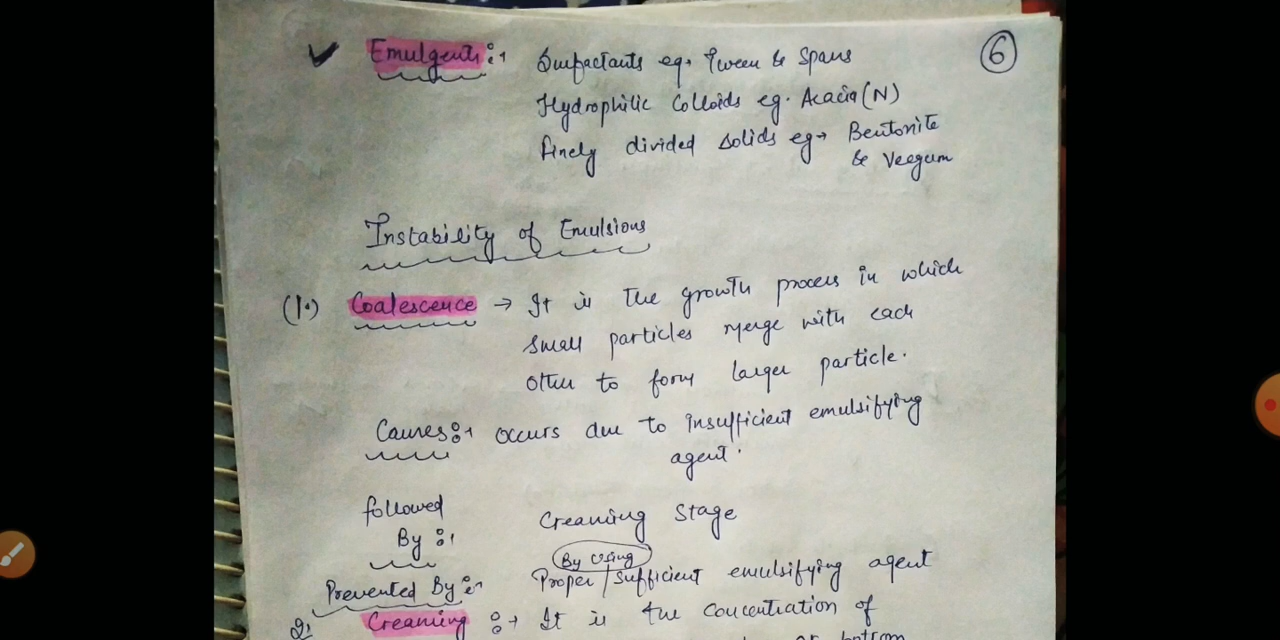 6
✓ Emulgents :→ Surfactants eg. Tween & Spans
Hydrophilic Colloids eg. Acacia (N)
finely divided solids eg→ Bentonite
& Veegum
Instability of Emulsions
(1.) Coalescence → It is the growth process in which
small particles merge with each
other to form larger particle.
Causes :→ occurs due to insufficient emulsifying
agent.
followed
By :→ Creaming Stage
By using
Prevented By :→ Proper / sufficient emulsifying agent
2. Creaming :→ It is the concentration of
or bottom